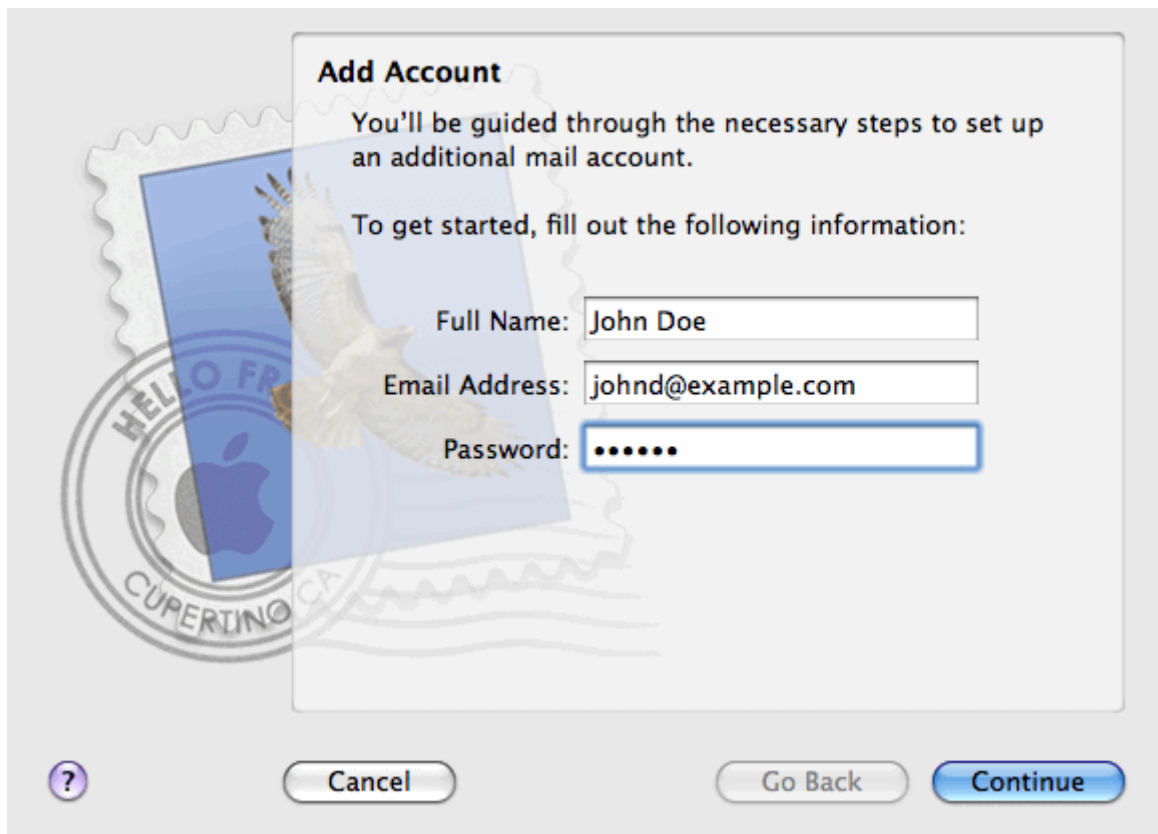 Add Account
You'll be guided through the necessary steps to set up
an additional mail account.
To get started, fill out the following information:
Full Name: John Doe
Email Address: johnd@example.com
Password: ••••••
HELLO FR
CUPERTINO CA
? Cancel Go Back Continue